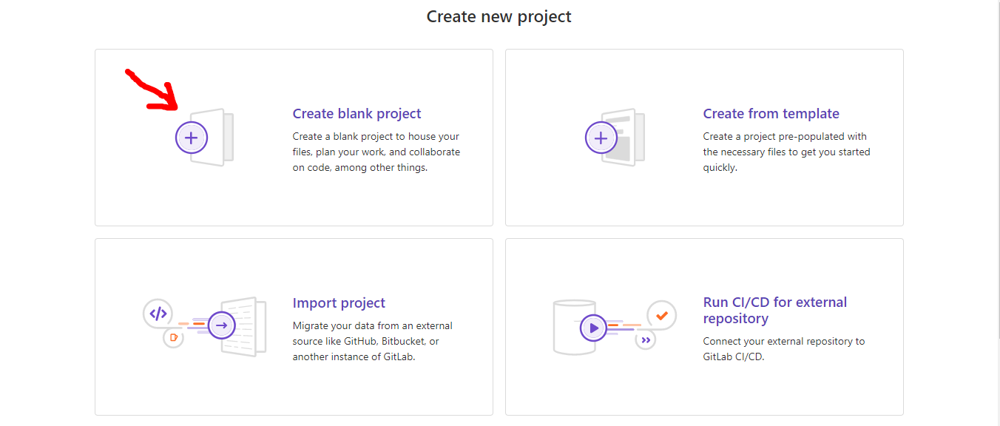 Create new project
Create blank project
Create a blank project to house your
files, plan your work, and collaborate
on code, among other things.
Create from template
Create a project pre-populated with
the necessary files to get you started
quickly.
Import project
Migrate your data from an external
source like GitHub, Bitbucket, or
another instance of GitLab.
Run CI/CD for external
repository
Connect your external repository to
GitLab CI/CD.